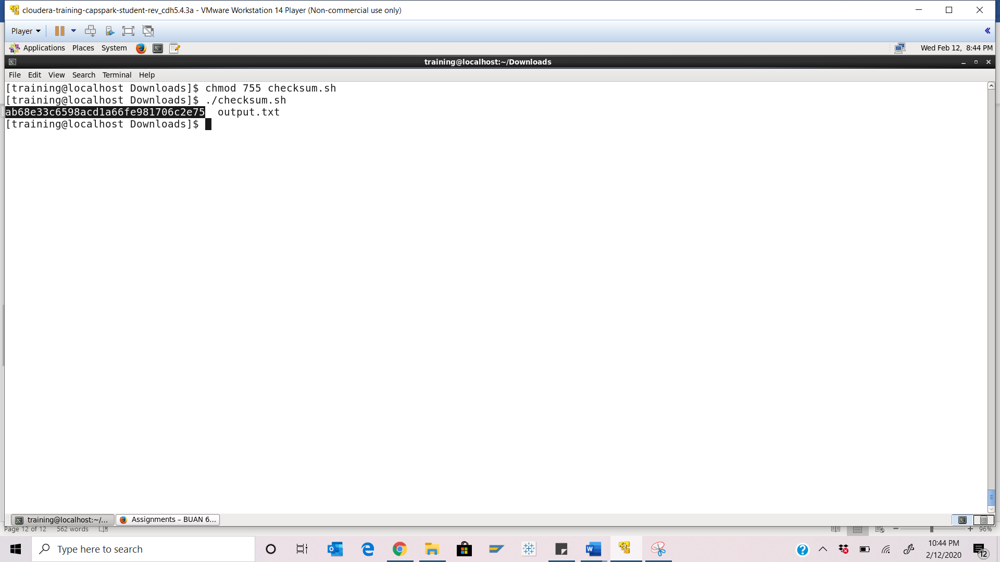 cloudera-training-capspark-student-rev_cdh5.4.3a - VMware Workstation 14 Player (Non-commercial use only)
Player
Applications Places System Wed Feb 12, 8:44 PM
training@localhost:~/Downloads
File Edit View Search Terminal Help
[training@localhost Downloads]$ chmod 755 checksum.sh
[training@localhost Downloads]$ ./checksum.sh
ab68e33c6598acd1a66fe981706c2e75  output.txt
[training@localhost Downloads]$
training@localhost:~/... Assignments – BUAN 6...
Page 12 of 12 562 words 96%
Type here to search
10:44 PM
2/12/2020
12